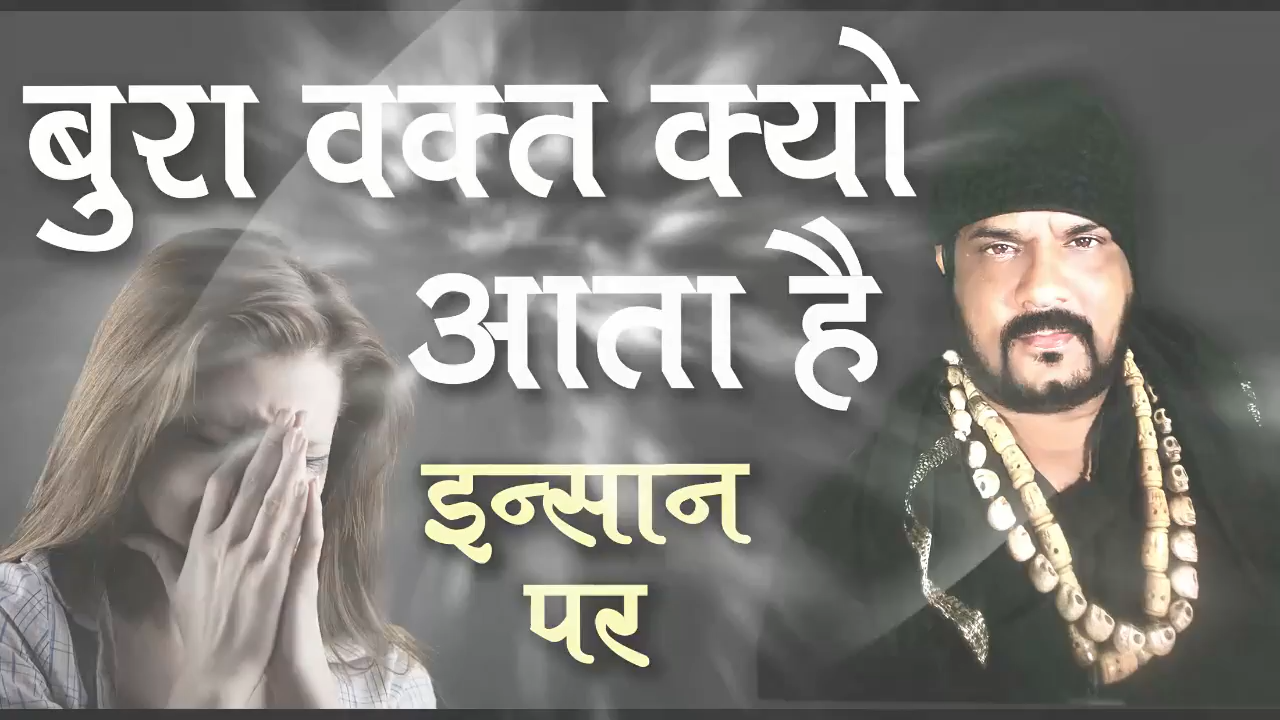 बुरा वक्त क्यो
आता है
इन्सान
पर